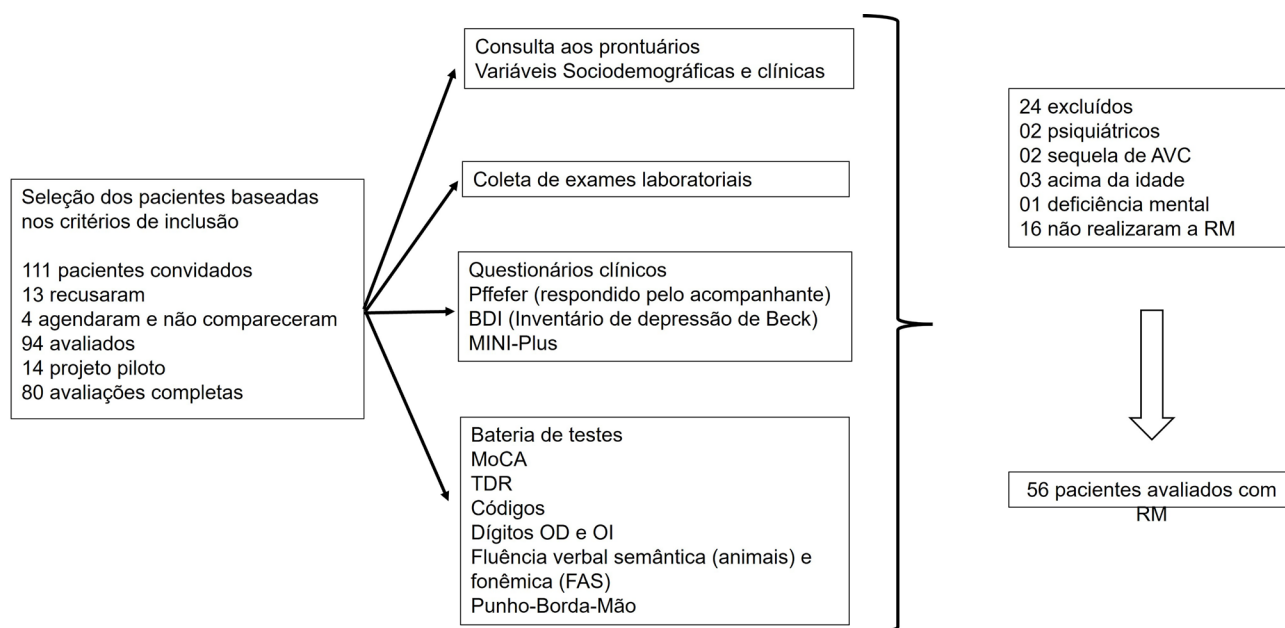 Seleção dos pacientes baseadas
nos critérios de inclusão
111 pacientes convidados
13 recusaram
4 agendaram e não compareceram
94 avaliados
14 projeto piloto
80 avaliações completas
Consulta aos prontuários
Variáveis Sociodemográficas e clínicas
Coleta de exames laboratoriais
Questionários clínicos
Pffefer (respondido pelo acompanhante)
BDI (Inventário de depressão de Beck)
MINI-Plus
Bateria de testes
MoCA
TDR
Códigos
Dígitos OD e OI
Fluência verbal semântica (animais) e
fonêmica (FAS)
Punho-Borda-Mão
24 excluídos
02 psiquiátricos
02 sequela de AVC
03 acima da idade
01 deficiência mental
16 não realizaram a RM
56 pacientes avaliados com
RM